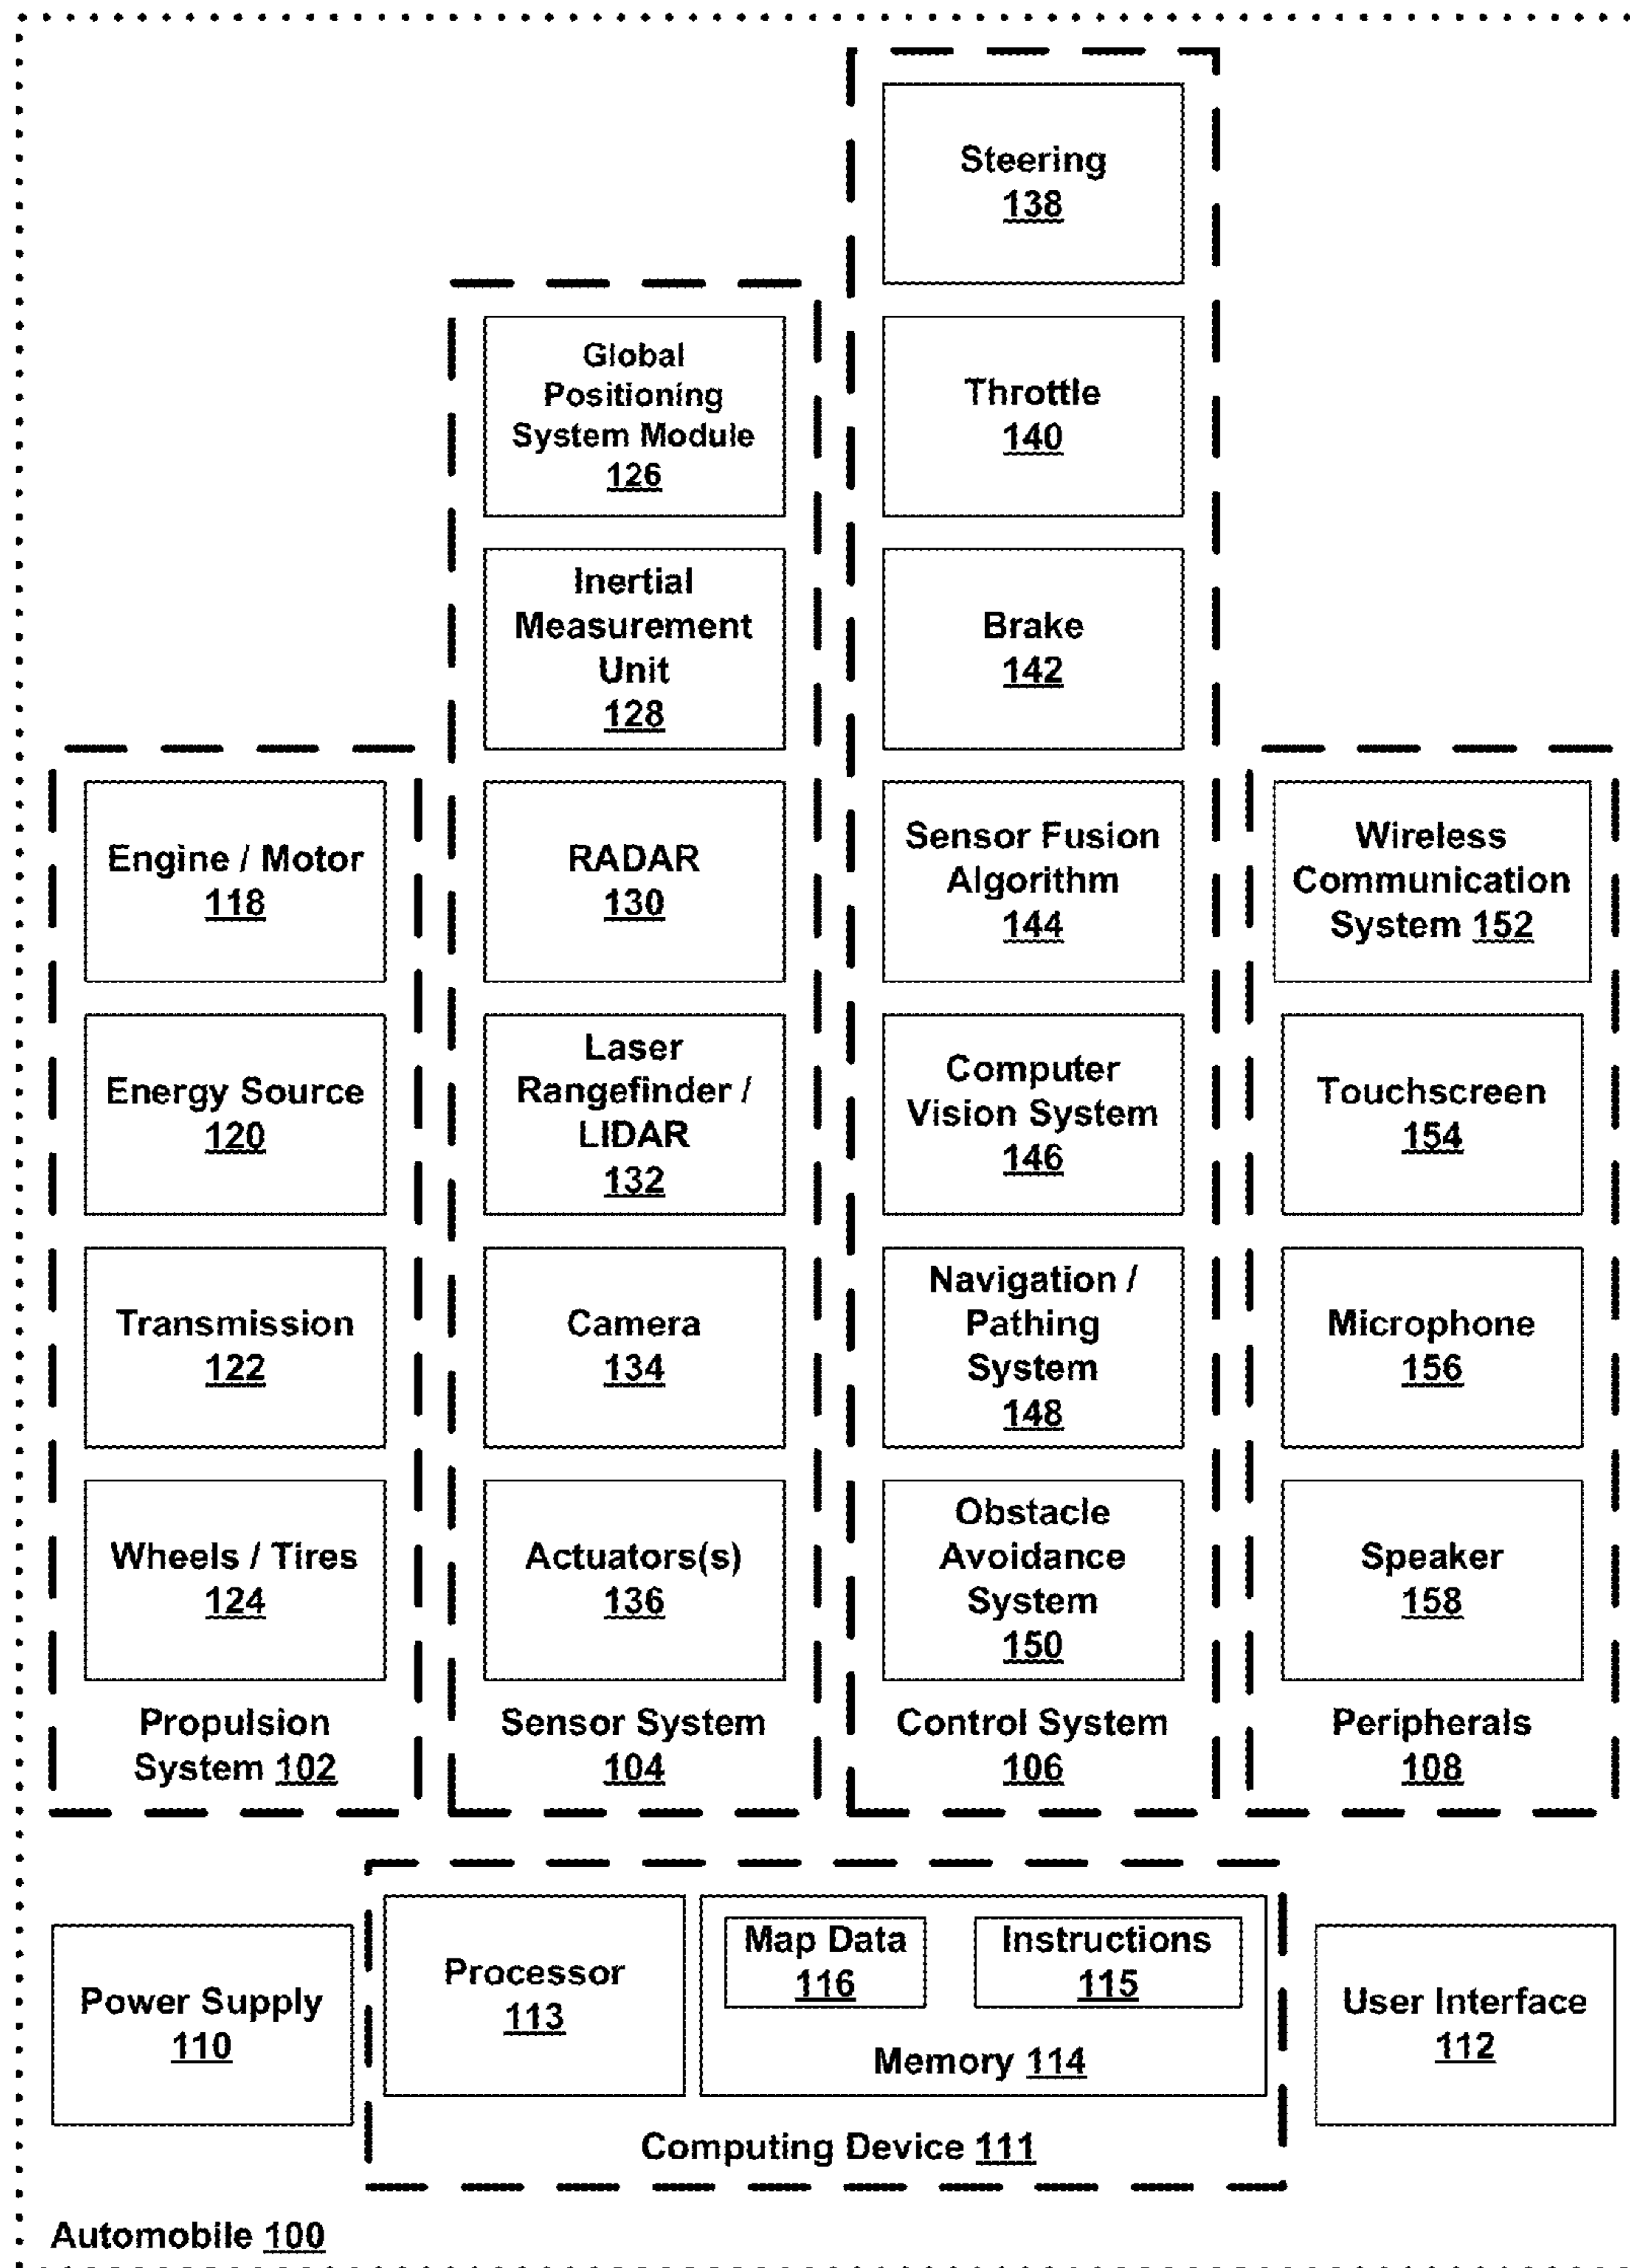 Steering
138
Global
Positioning
System Module
126
Throttle
140
Inertial
Measurement
Unit
128
Brake
142
Engine / Motor
118
RADAR
130
Sensor Fusion
Algorithm
144
Wireless
Communication
System 152
Energy Source
120
Laser
Rangefinder /
LIDAR
132
Computer
Vision System
146
Touchscreen
154
Transmission
122
Camera
134
Navigation /
Pathing
System
148
Microphone
156
Wheels / Tires
124
Actuators(s)
136
Obstacle
Avoidance
System
150
Speaker
158
Propulsion
System 102
Sensor System
104
Control System
106
Peripherals
108
Power Supply
110
Processor
113
Map Data
116
Instructions
115
Memory 114
Computing Device 111
User Interface
112
Automobile 100